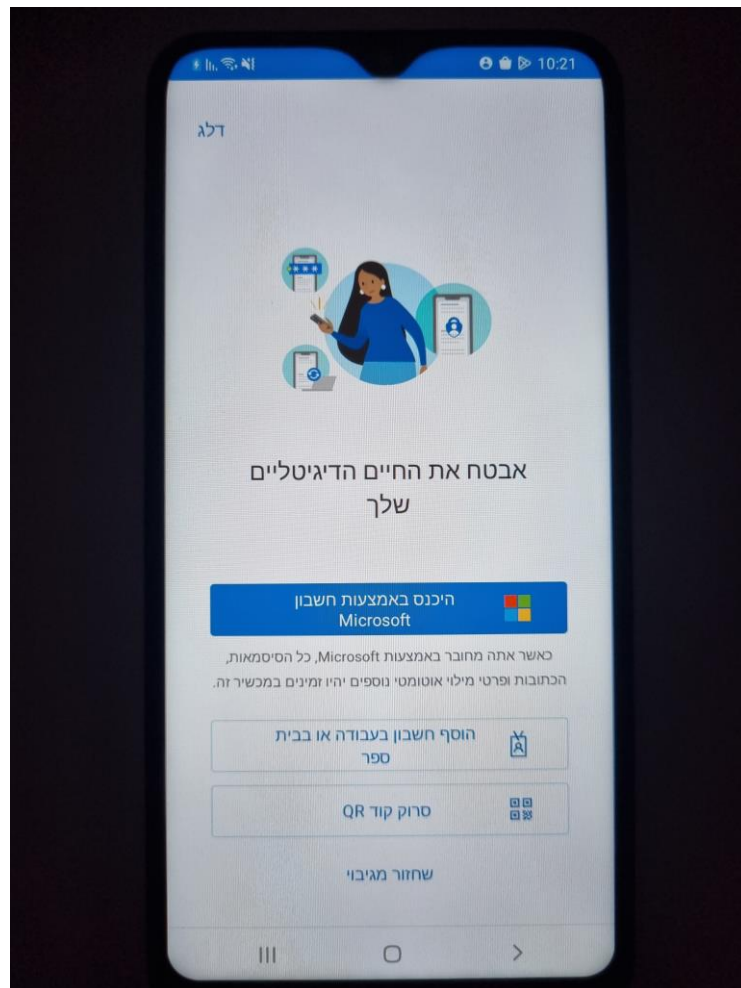 10:21
דלג
אבטח את החיים הדיגיטליים
שלך
היכנס באמצעות חשבון
Microsoft
כאשר אתה מחובר באמצעות Microsoft, כל הסיסמאות,
הכתובות ופרטי מילוי אוטומטי נוספים יהיו זמינים במכשיר זה.
הוסף חשבון בעבודה או בבית
ספר
סרוק קוד QR
שחזור מגיבוי